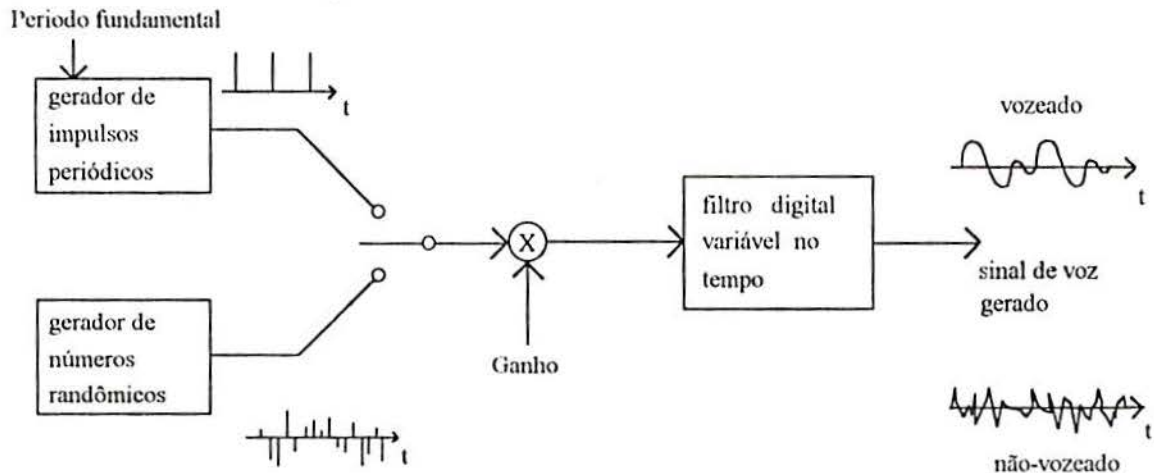 Periodo fundamental
gerador de
impulsos
periódicos
t
gerador de
números
randômicos
t
X
Ganho
filtro digital
variável no
tempo
vozeado
t
sinal de voz
gerado
t
não-vozeado